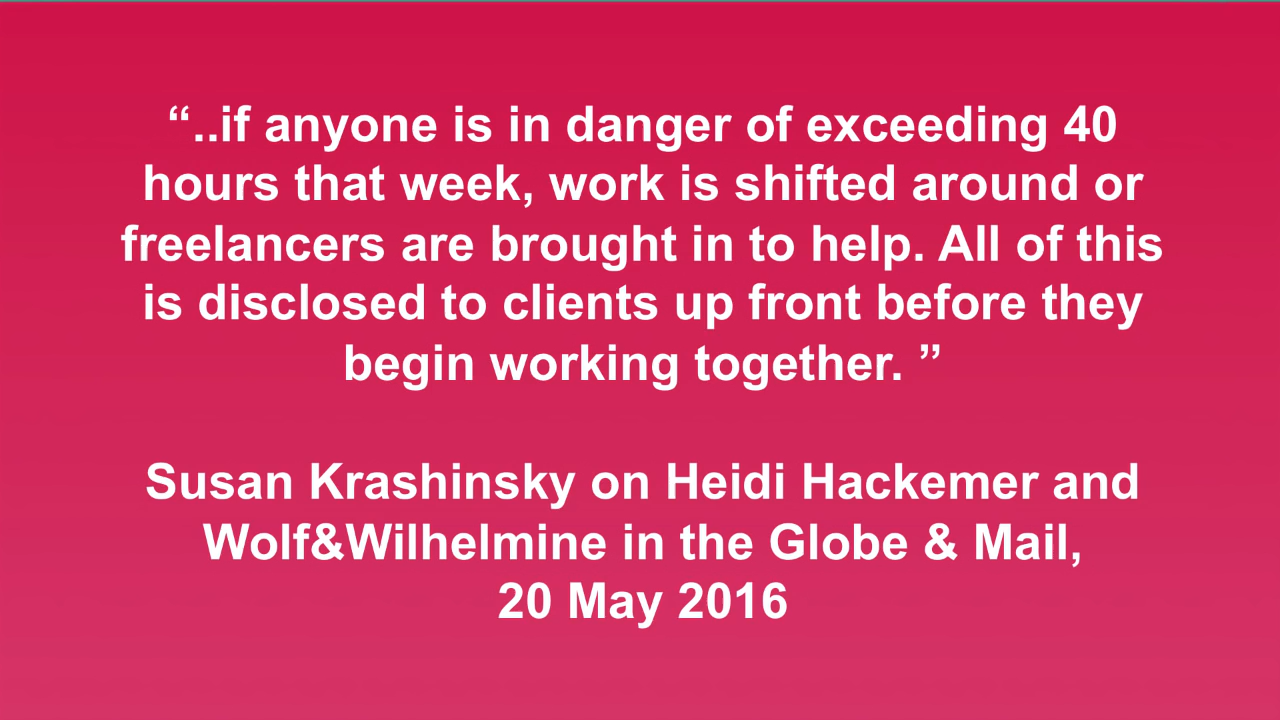 “..if anyone is in danger of exceeding 40
hours that week, work is shifted around or
freelancers are brought in to help. All of this
is disclosed to clients up front before they
begin working together. ”
Susan Krashinsky on Heidi Hackemer and
Wolf&Wilhelmine in the Globe & Mail,
20 May 2016